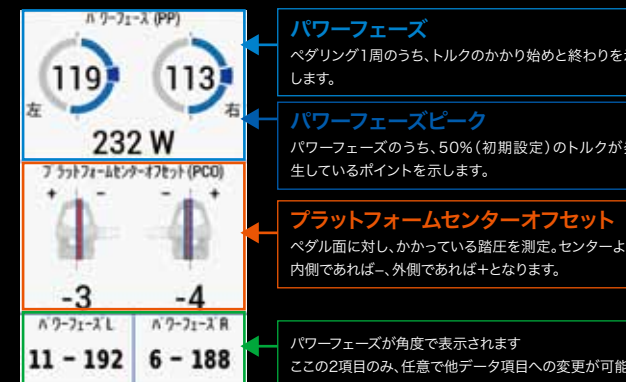 パワーフェーズ (PP)
119
113
左
右
232 W
プラットフォームセンターオフセット(PCO)
+ -
- +
-3
-4
パワーフェーズ L
パワーフェーズ R
11 - 192
6 - 188
パワーフェーズ
ペダリング1周のうち、トルクのかかり始めと終わりを
します。
パワーフェーズピーク
パワーフェーズのうち、50%(初期設定)のトルクが
生しているポイントを示します。
プラットフォームセンターオフセット
ペダル面に対し、かかっている踏圧を測定。センターよ
内側であれば−、外側であれば+となります。
パワーフェーズが角度で表示されます
ここの2項目のみ、任意で他データ項目への変更が可能